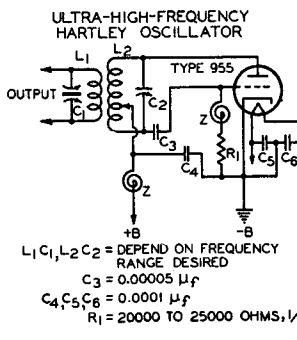 ULTRA-HIGH-FREQUENCY
HARTLEY OSCILLATOR
L1
L2
TYPE 955
OUTPUT
C1
C2
C3
Z
R1
C4
C5
C6
Z
+B
-B
L1C1, L2C2 = DEPEND ON FREQUENCY
RANGE DESIRED
C3 = 0.00005 μf
C4, C5, C6 = 0.0001 μf
R1 = 20000 TO 25000 OHMS,